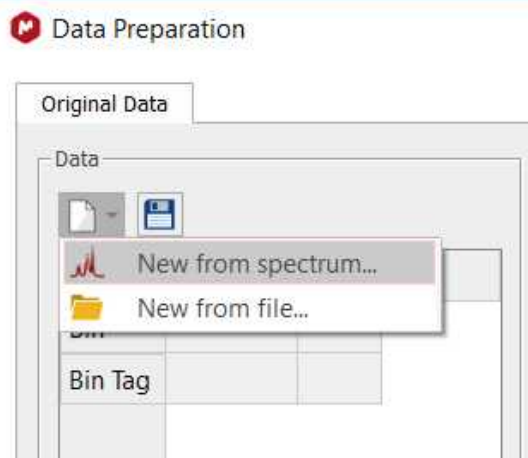 Data Preparation
Original Data
Data
New from spectrum...
New from file...
Bin Tag